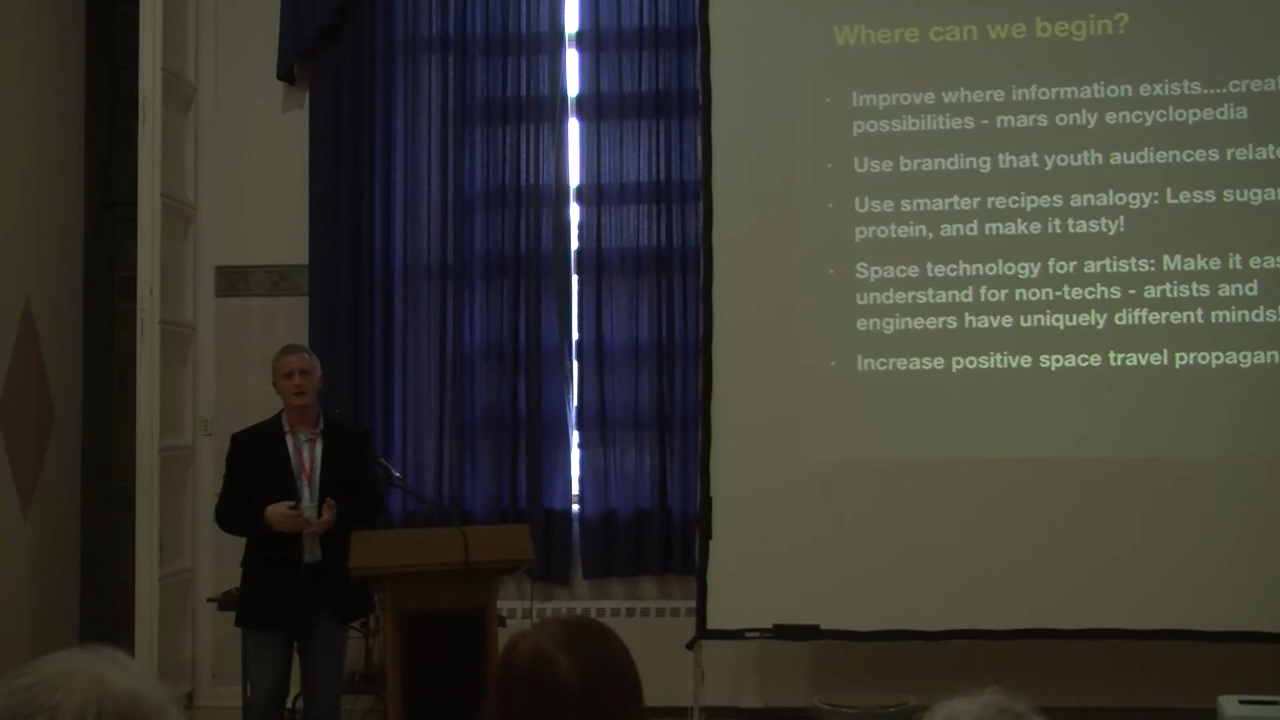 Where can we begin?
· Improve where information exists....creat
possibilities - mars only encyclopedia
· Use branding that youth audiences relate
· Use smarter recipes analogy: Less sugar
protein, and make it tasty!
· Space technology for artists: Make it eas
understand for non-techs - artists and
engineers have uniquely different minds!
· Increase positive space travel propagan